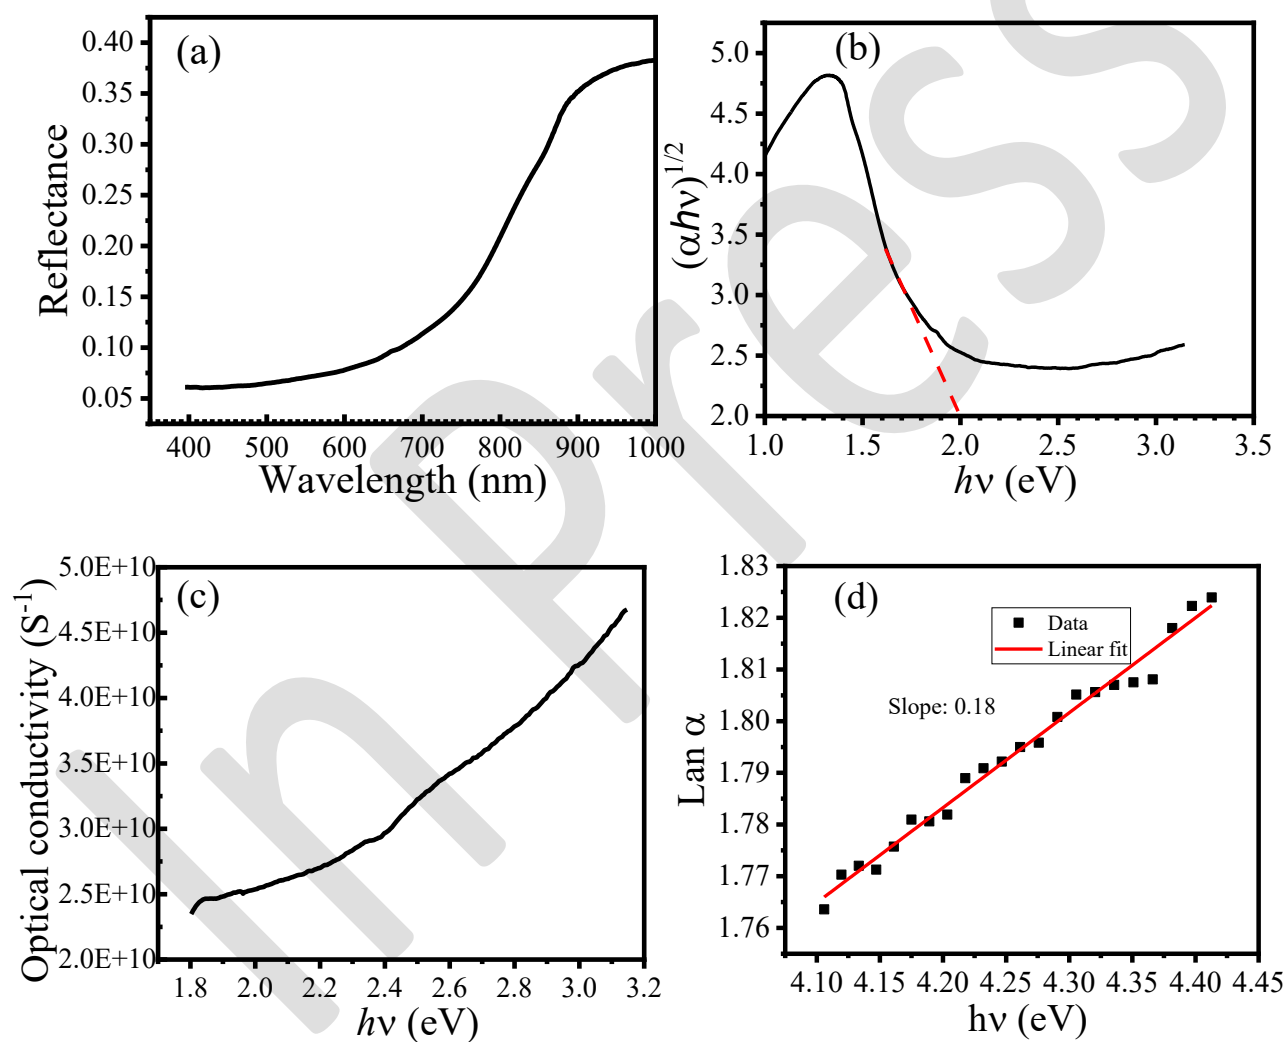 (a)
0.40
0.35
0.30
0.25
0.20
0.15
0.10
0.05
Reflectance
400 500 600 700 800 900 1000
Wavelength (nm)
(b)
5.0
4.5
4.0
3.5
3.0
2.5
2.0
(αhν)1/2
1.0 1.5 2.0 2.5 3.0 3.5
hν (eV)
(c)
5.0E+10
4.5E+10
4.0E+10
3.5E+10
3.0E+10
2.5E+10
2.0E+10
Optical conductivity (S-1)
1.8 2.0 2.2 2.4 2.6 2.8 3.0 3.2
hν (eV)
(d)
1.83
1.82
1.81
1.80
1.79
1.78
1.77
1.76
Lan α
Data
Linear fit
Slope: 0.18
4.10 4.15 4.20 4.25 4.30 4.35 4.40 4.45
hν (eV)
In Press